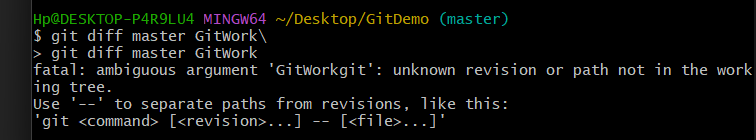 Hp@DESKTOP-P4R9LU4 MINGW64 ~/Desktop/GitDemo (master)
$ git diff master GitWork\
> git diff master GitWork
fatal: ambiguous argument 'GitWorkgit': unknown revision or path not in the work
ing tree.
Use '--' to separate paths from revisions, like this:
'git <command> [<revision>...] -- [<file>...]'